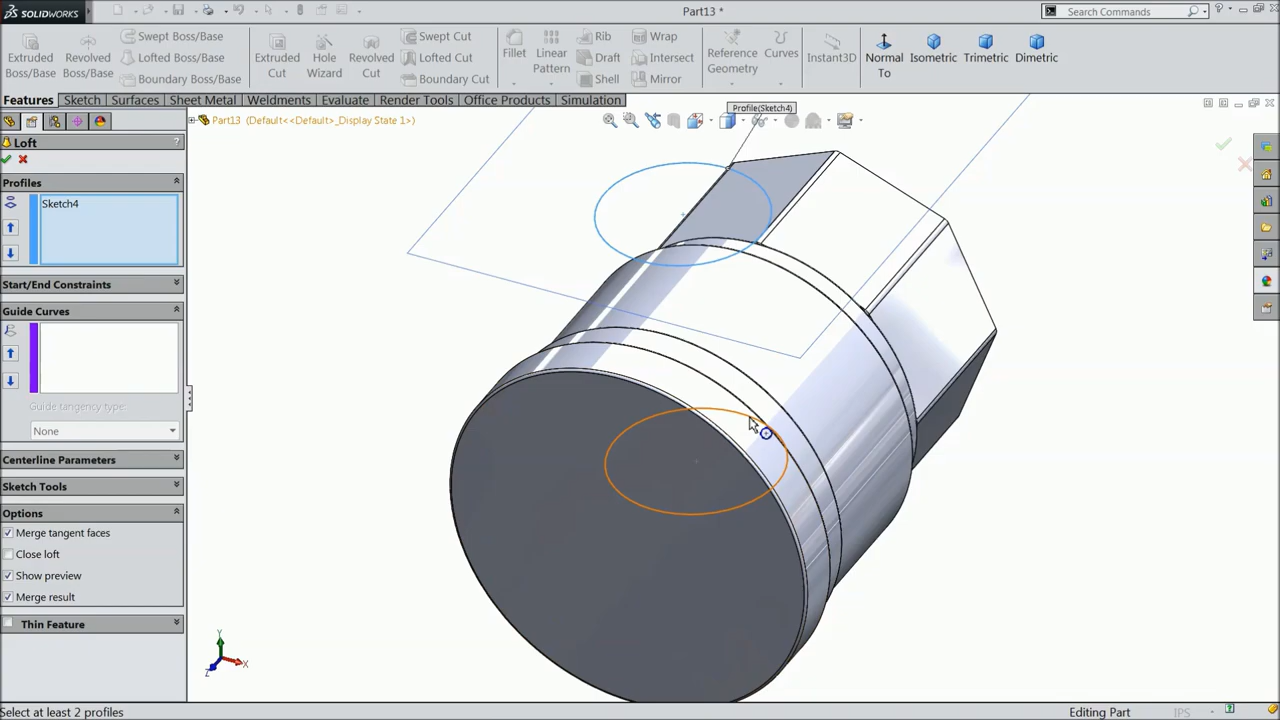 SOLIDWORKS
Part13 *
Search Commands
Extruded Boss/Base
Revolved Boss/Base
Swept Boss/Base
Lofted Boss/Base
Boundary Boss/Base
Extruded Cut
Hole Wizard
Revolved Cut
Swept Cut
Lofted Cut
Boundary Cut
Fillet
Linear Pattern
Rib
Draft
Shell
Wrap
Intersect
Mirror
Reference Geometry
Curves
Instant3D
Normal To
Isometric
Trimetric
Dimetric
Features
Sketch
Surfaces
Sheet Metal
Weldments
Evaluate
Render Tools
Office Products
Simulation
Profile(Sketch4)
Part13 (Default<<Default>_Display State 1>)
Loft
?
Profiles
Sketch4
Start/End Constraints
Guide Curves
Guide tangency type:
None
Centerline Parameters
Sketch Tools
Options
Merge tangent faces
Close loft
Show preview
Merge result
Thin Feature
Y
X
Z
Select at least 2 profiles
Editing Part
IPS